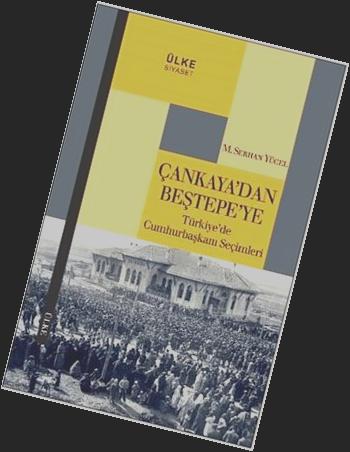 ÜLKE
SİYASET
M. SERHAN YÜCEL
ÇANKAYA'DAN
BEŞTEPE'YE
Türkiye'de
Cumhurbaşkanı Seçimleri
ÜLKE